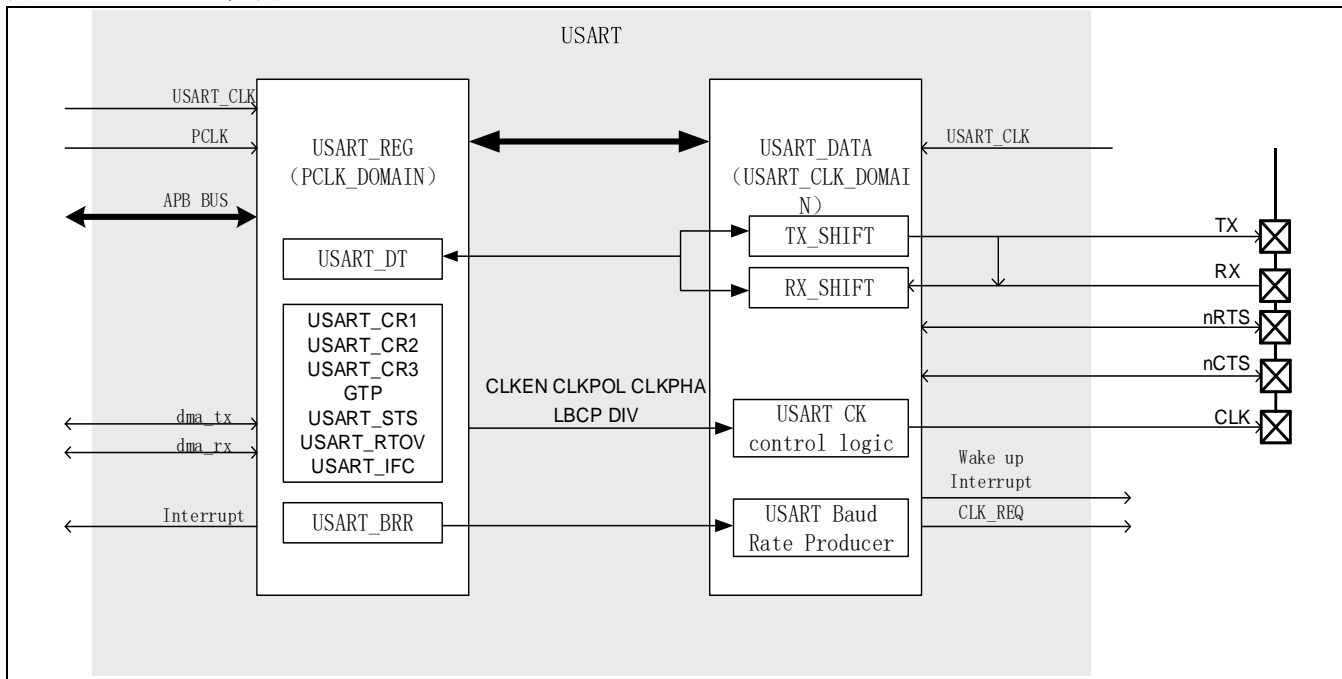 USART
USART_CLK
PCLK
APB BUS
dma_tx
dma_rx
Interrupt
USART_REG
（PCLK_DOMAIN）
USART_DT
USART_CR1
USART_CR2
USART_CR3
GTP
USART_STS
USART_RTOV
USART_IFC
USART_BRR
CLKEN CLKPOL CLKPHA
LBCP DIV
USART_DATA
（USART_CLK_DOMAI
N）
TX_SHIFT
RX_SHIFT
USART CK
control logic
USART Baud
Rate Producer
USART_CLK
TX
RX
nRTS
nCTS
CLK
Wake up
Interrupt
CLK_REQ